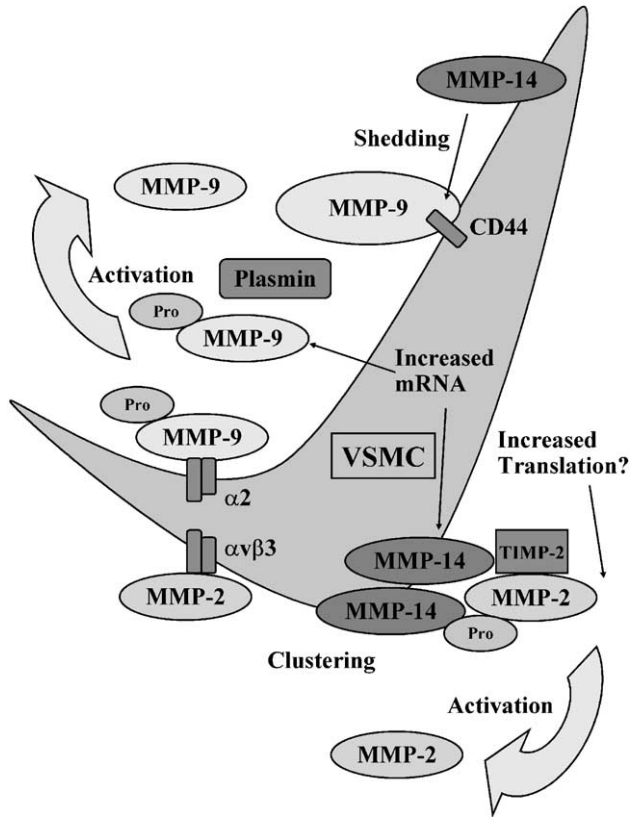 MMP-14
Shedding
MMP-9
MMP-9
CD44
Activation
Plasmin
Pro
MMP-9
Increased
mRNA
Pro
MMP-9
VSMC
Increased
Translation?
α2
αvβ3
MMP-14
TIMP-2
MMP-2
MMP-2
MMP-14
Pro
Clustering
Activation
MMP-2